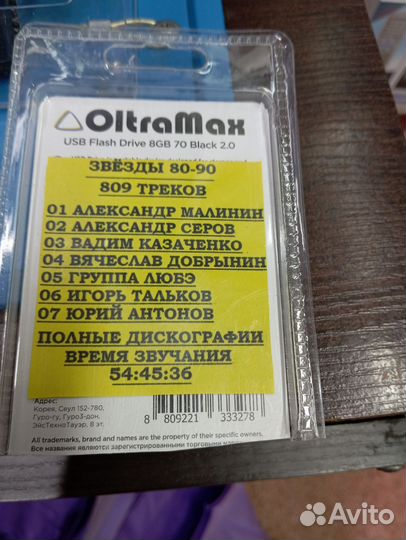 OltraMax
USB Flash Drive 8GB 70 Black 2.0
ЗВЁЗДЫ 80-90
809 ТРЕКОВ
01 АЛЕКСАНДР МАЛИНИН
02 АЛЕКСАНДР СЕРОВ
03 ВАДИМ КАЗАЧЕНКО
04 ВЯЧЕСЛАВ ДОБРЫНИН
05 ГРУППА ЛЮБЭ
06 ИГОРЬ ТАЛЬКОВ
07 ЮРИЙ АНТОНОВ
ПОЛНЫЕ ДИСКОГРАФИИ
ВРЕМЯ ЗВУЧАНИЯ
54:45:36
Адрес:
Корея, Сеул 152-780,
Гуро-гу, Гуро3-дон,
ЭйсТехноТауэр, 8 эт.
8 809221 333278
All trademarks, brand and names are the property of their respective
Все названия являются зарегистрированными торговыми
Avito